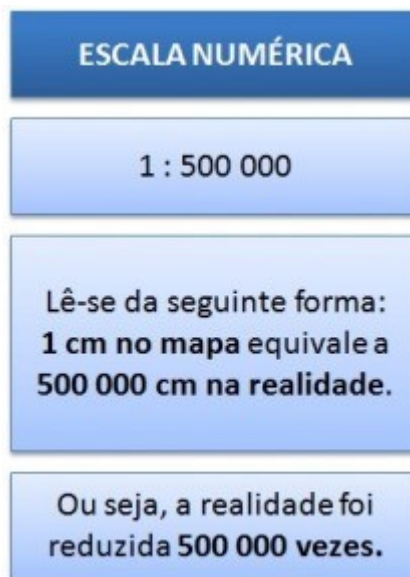 ESCALA NUMÉRICA
1 : 500 000
Lê-se da seguinte forma:
1 cm no mapa equivale a
500 000 cm na realidade.
Ou seja, a realidade foi
reduzida 500 000 vezes.